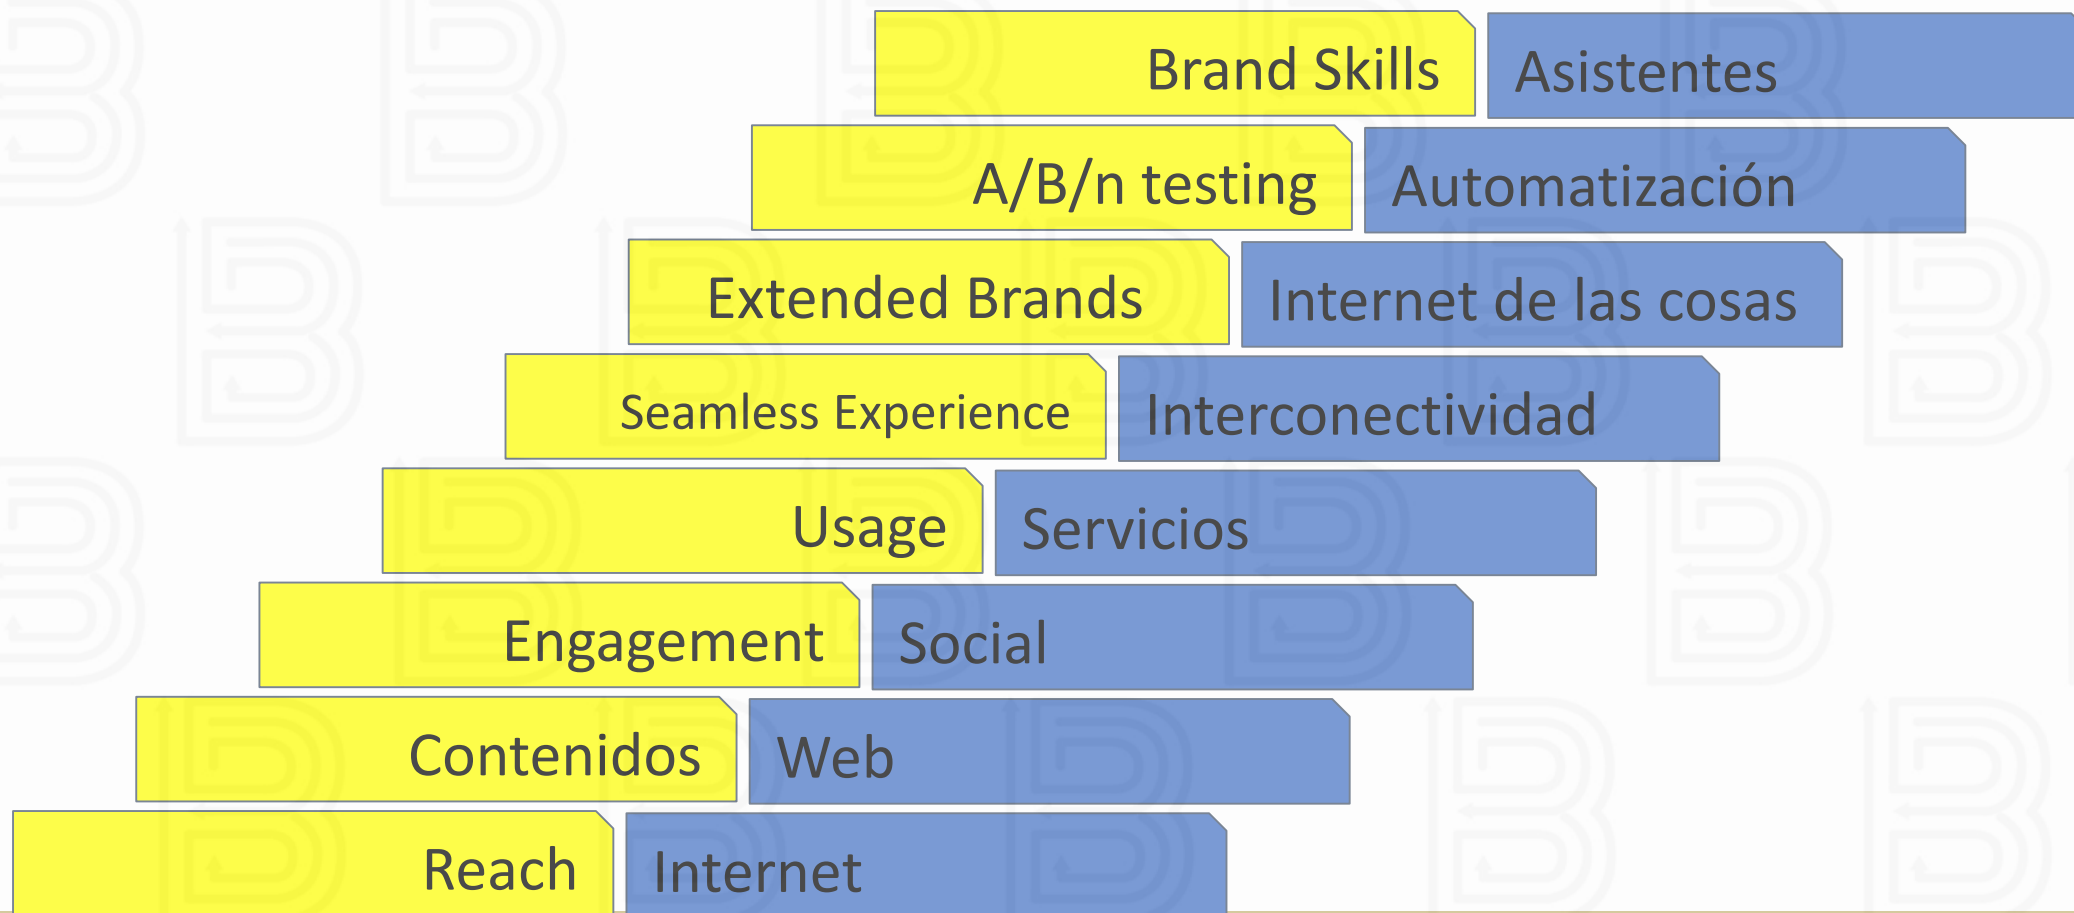 Brand Skills Asistentes
A/B/n testing Automatización
Extended Brands Internet de las cosas
Seamless Experience Interconectividad
Usage Servicios
Engagement Social
Contenidos Web
Reach Internet